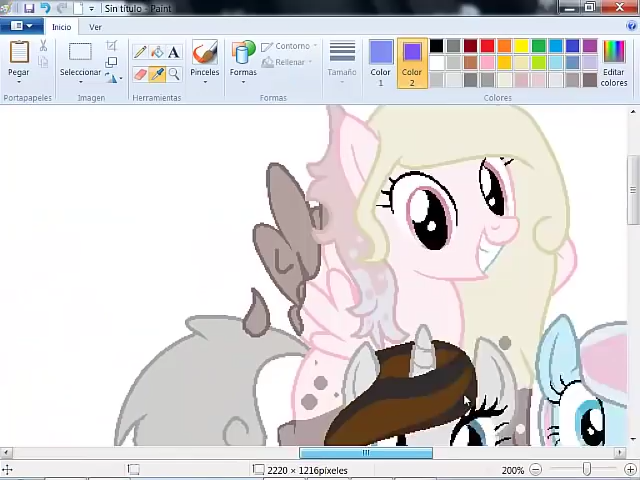 Sin título - Paint
Inicio
Ver
Pegar
Seleccionar
A
Pinceles
Formas
Contorno
Rellenar
Tamaño
Color 1
Color 2
Editar colores
Portapapeles
Imagen
Herramientas
Formas
Colores
2220 × 1216píxeles
200%